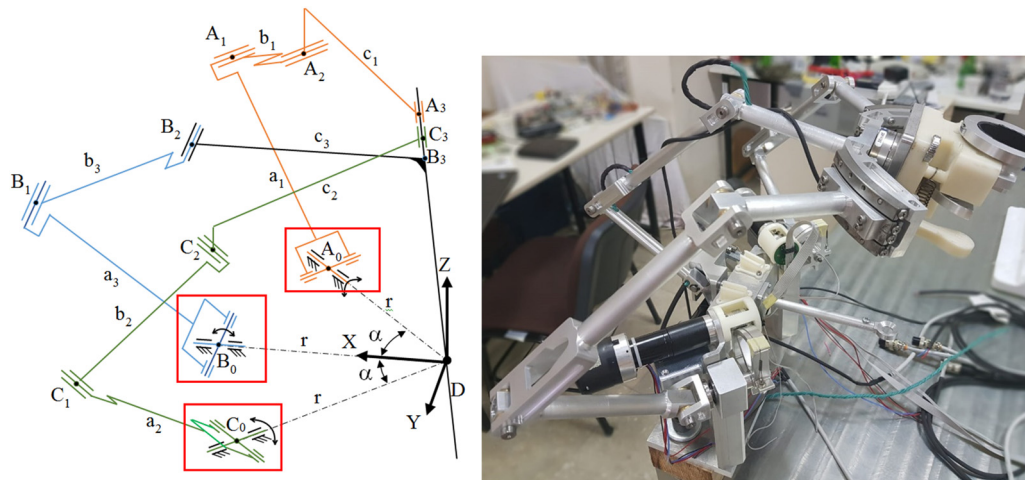 A1
b1
A2
c1
A3
C3
B3
B2
c3
b3
a1
c2
B1
C2
A0
Z
a3
b2
r
α
X
B0
r
α
D
C1
r
Y
a2
C0